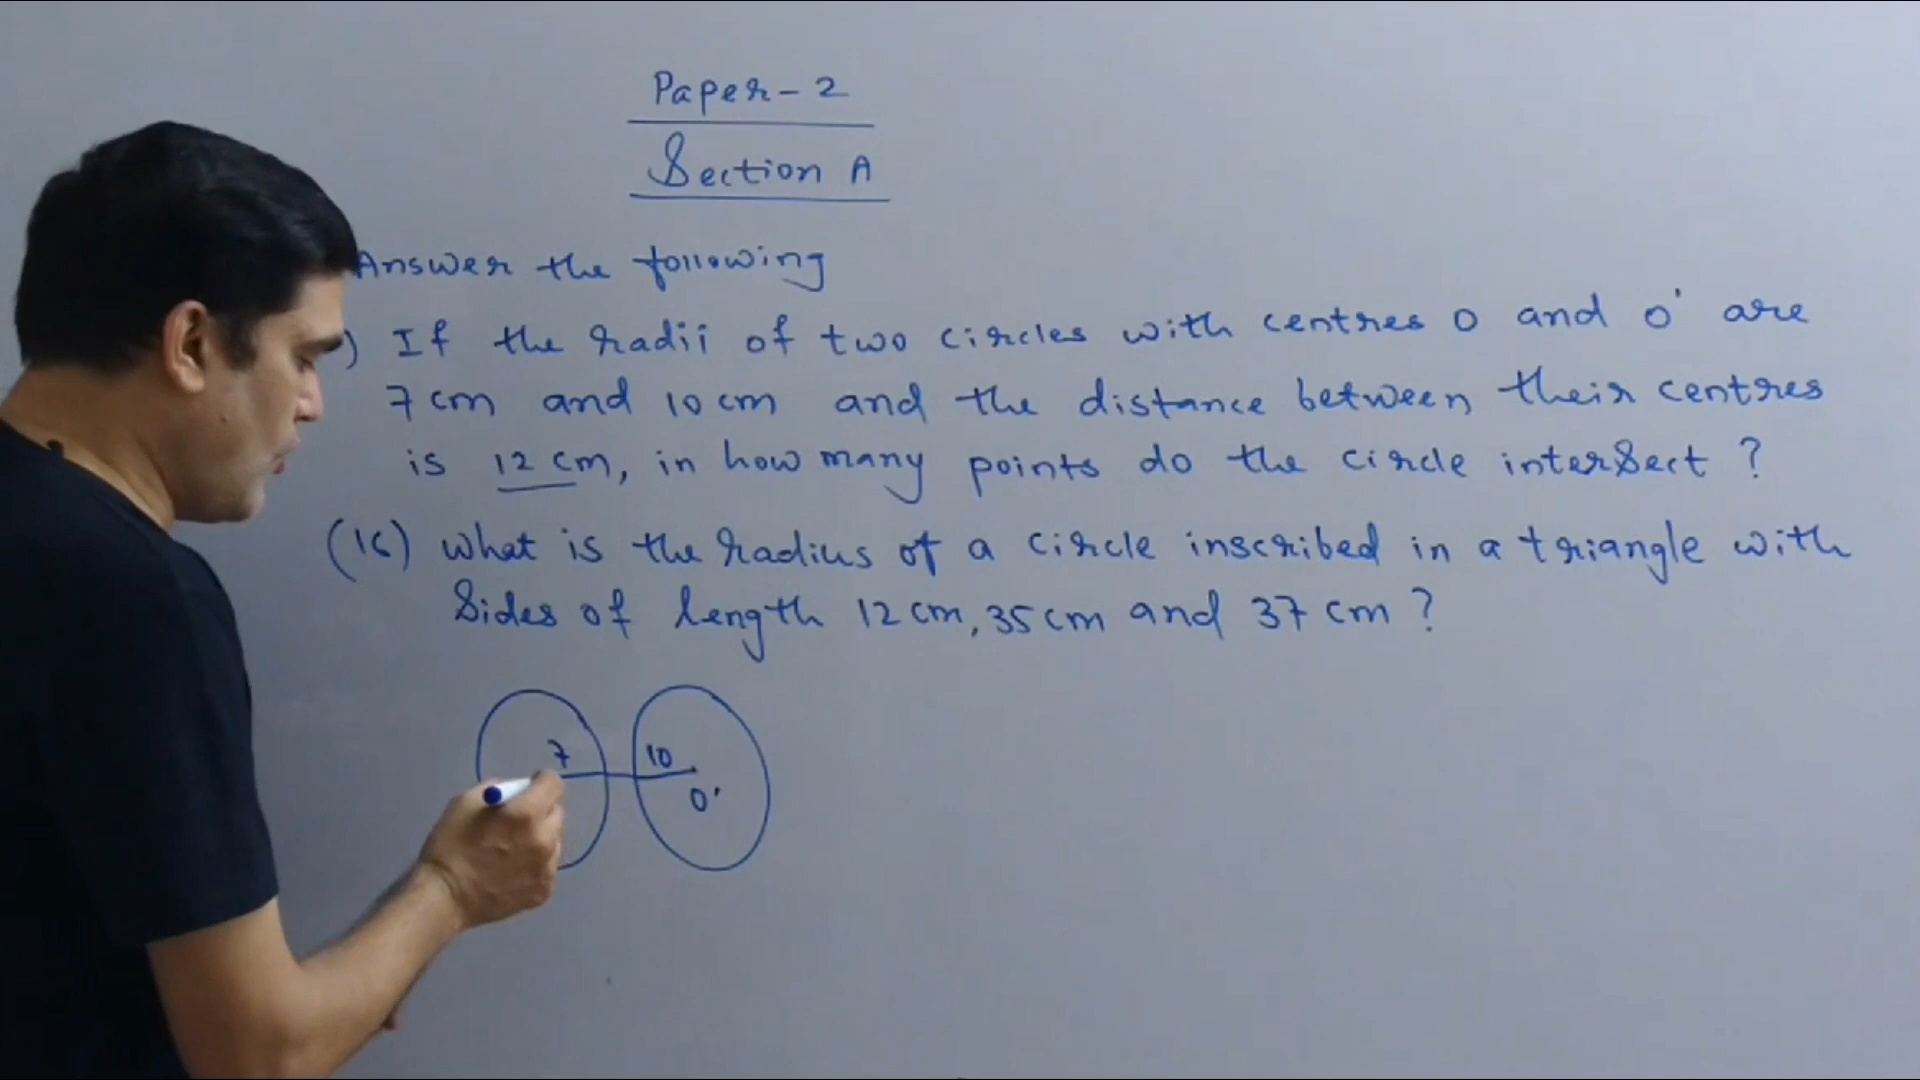 Paper-2
Section A
Answer the following
) If the radii of two circles with centres O and O' are
7 cm and 10 cm and the distance between their centres
is 12 cm, in how many points do the circle intersect ?
(16) What is the radius of a circle inscribed in a triangle with
Sides of length 12 cm, 35 cm and 37 cm ?
7 10
O'